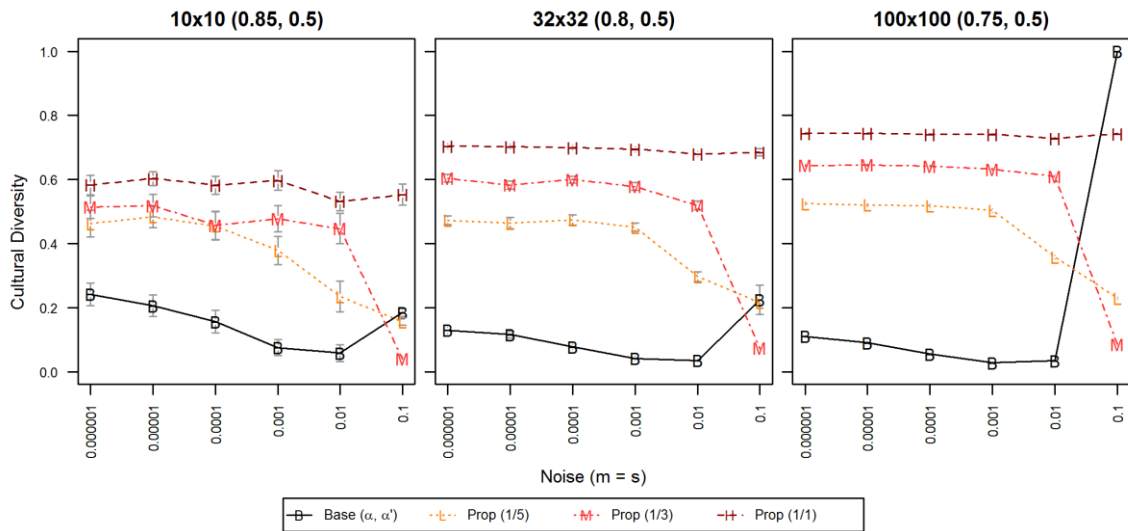 10x10 (0.85, 0.5)
32x32 (0.8, 0.5)
100x100 (0.75, 0.5)
Cultural Diversity
1.0
0.8
0.6
0.4
0.2
0.0
H H H H H H
M M M M M M
L L L L L L
B B B B B B
H H H H H H
M M M M M M
L L L L L L
B B B B B B
H H H H H H
M M M M M M
L L L L L L
B B B B B B
0.000001 0.00001 0.0001 0.001 0.01 0.1
0.000001 0.00001 0.0001 0.001 0.01 0.1
0.000001 0.00001 0.0001 0.001 0.01 0.1
Noise (m = s)
B Base (α, α') L Prop (1/5) M Prop (1/3) H Prop (1/1)